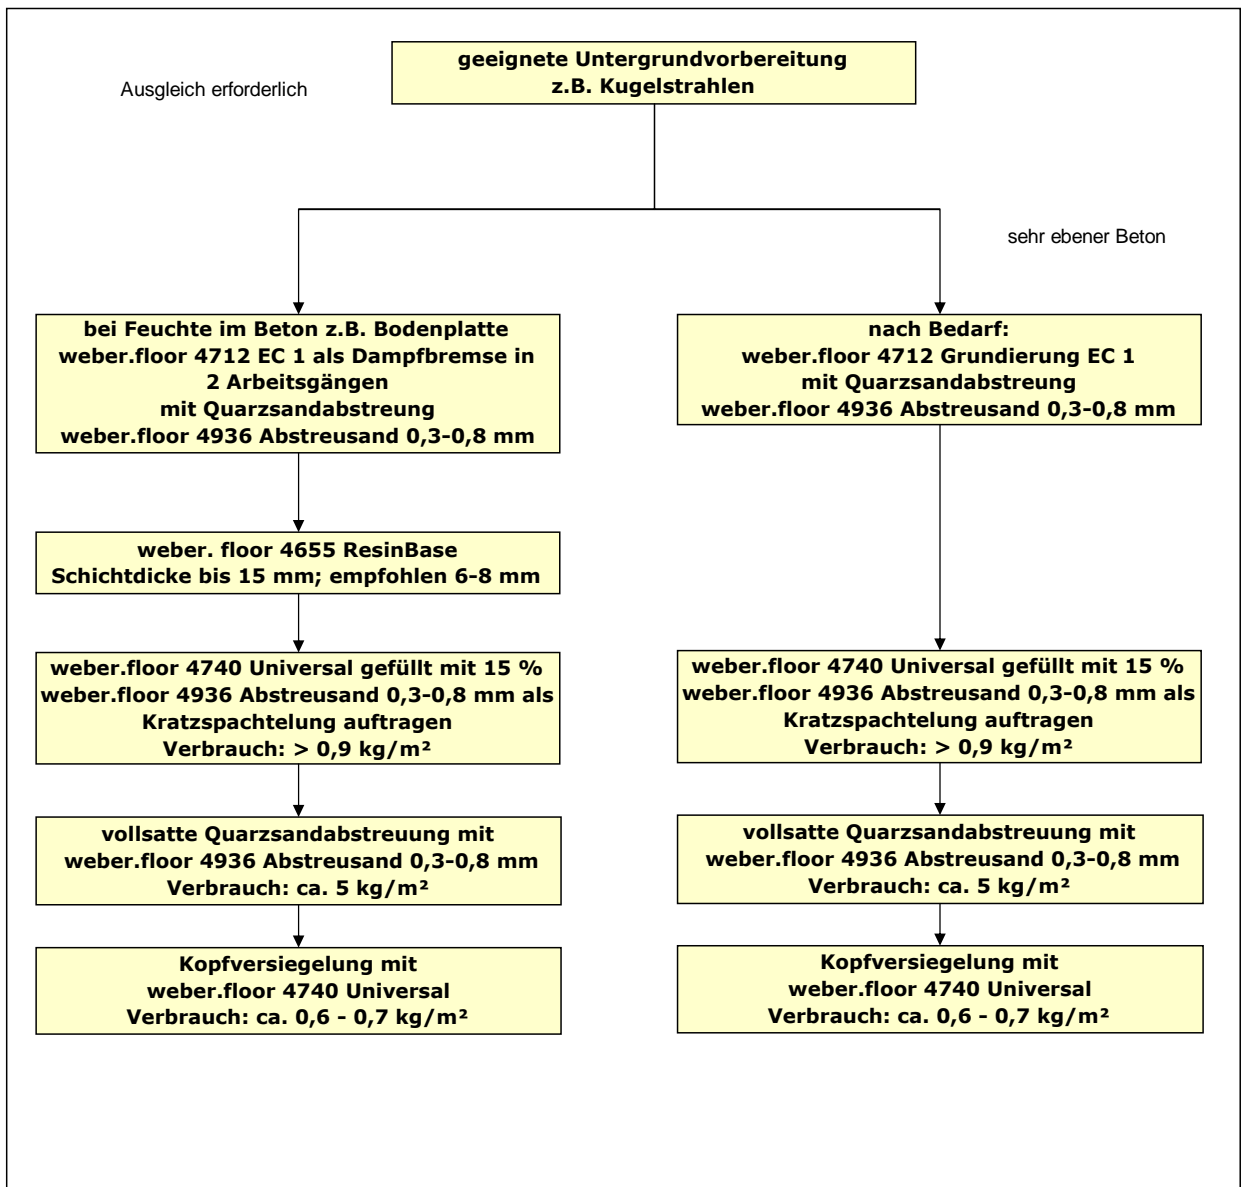 geeignete Untergrundvorbereitung
z.B. Kugelstrahlen
Ausgleich erforderlich
sehr ebener Beton
bei Feuchte im Beton z.B. Bodenplatte
weber.floor 4712 EC 1 als Dampfbremse in
2 Arbeitsgängen
mit Quarzsandabstreung
weber.floor 4936 Abstreusand 0,3-0,8 mm
weber. floor 4655 ResinBase
Schichtdicke bis 15 mm; empfohlen 6-8 mm
weber.floor 4740 Universal gefüllt mit 15 %
weber.floor 4936 Abstreusand 0,3-0,8 mm als
Kratzspachtelung auftragen
Verbrauch: > 0,9 kg/m²
vollsatte Quarzsandabstreuung mit
weber.floor 4936 Abstreusand 0,3-0,8 mm
Verbrauch: ca. 5 kg/m²
Kopfversiegelung mit
weber.floor 4740 Universal
Verbrauch: ca. 0,6 - 0,7 kg/m²
nach Bedarf:
weber.floor 4712 Grundierung EC 1
mit Quarzsandabstreung
weber.floor 4936 Abstreusand 0,3-0,8 mm
weber.floor 4740 Universal gefüllt mit 15 %
weber.floor 4936 Abstreusand 0,3-0,8 mm als
Kratzspachtelung auftragen
Verbrauch: > 0,9 kg/m²
vollsatte Quarzsandabstreuung mit
weber.floor 4936 Abstreusand 0,3-0,8 mm
Verbrauch: ca. 5 kg/m²
Kopfversiegelung mit
weber.floor 4740 Universal
Verbrauch: ca. 0,6 - 0,7 kg/m²